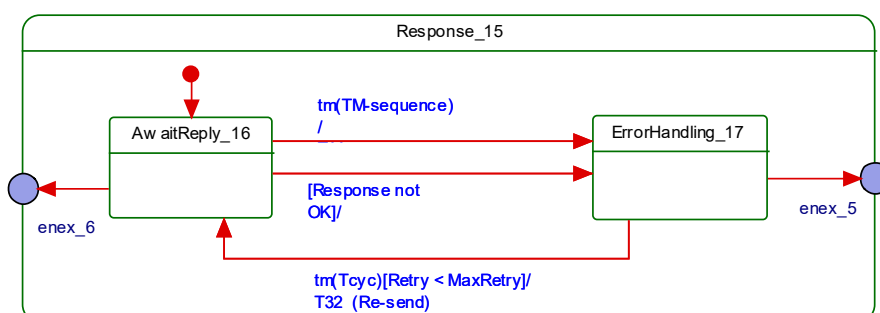 Response_15
AwaitReply_16
tm(TM-sequence)
/
ErrorHandling_17
[Response not
OK]/
enex_6
enex_5
tm(Tcyc)[Retry < MaxRetry]/
T32 (Re-send)